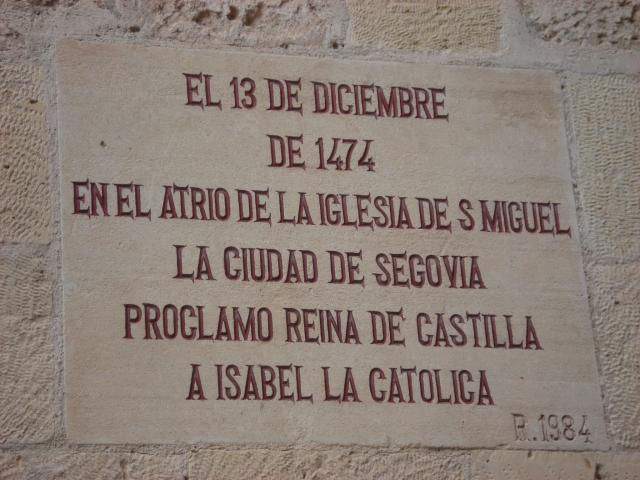 EL 13 DE DICIEMBRE
DE 1474
EN EL ATRIO DE LA IGLESIA DE S MIGUEL
LA CIUDAD DE SEGOVIA
PROCLAMO REINA DE CASTILLA
A ISABEL LA CATOLICA
R.1984